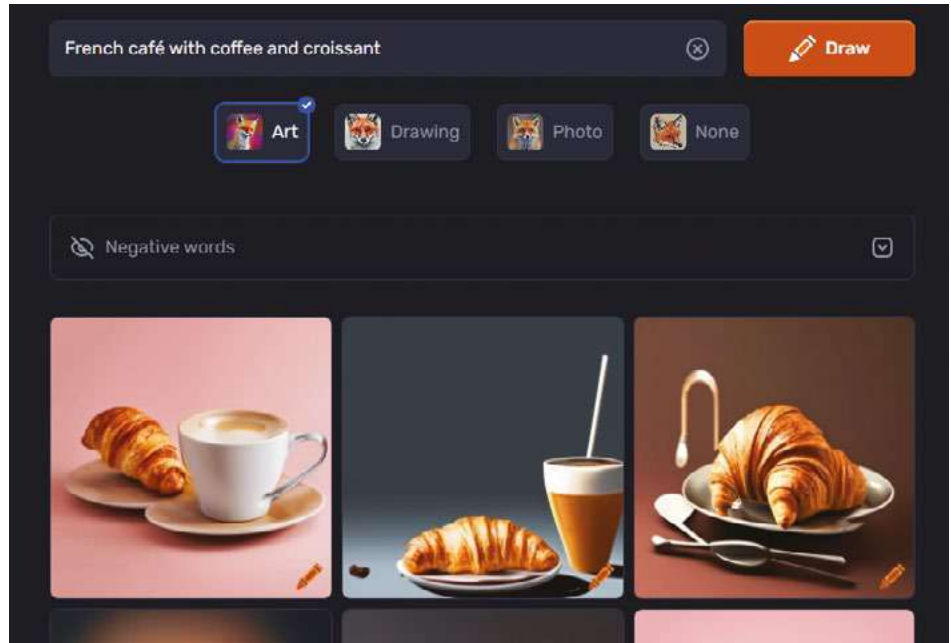 French café with coffee and croissant
Draw
Art
Drawing
Photo
None
Negative words